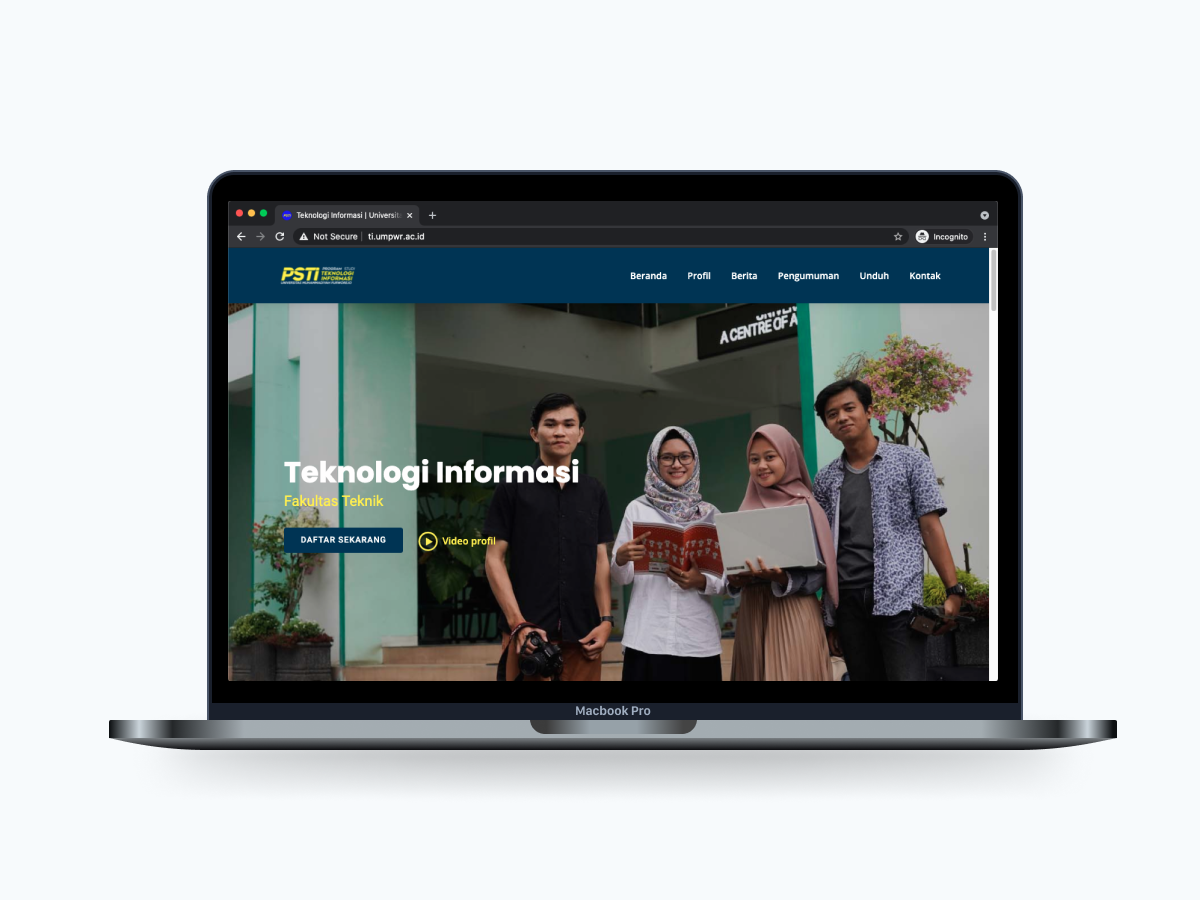 Teknologi Informasi | Universit
Not Secure | ti.umpwr.ac.id
Incognito
PSTI
PROGRAM STUDI
TEKNOLOGI
INFORMASI
UNIVERSITAS MUHAMMADIYAH PURWOREJO
Beranda Profil Berita Pengumuman Unduh Kontak
A CENTRE OF A
Teknologi Informasi
Fakultas Teknik
DAFTAR SEKARANG
Video profil
Macbook Pro